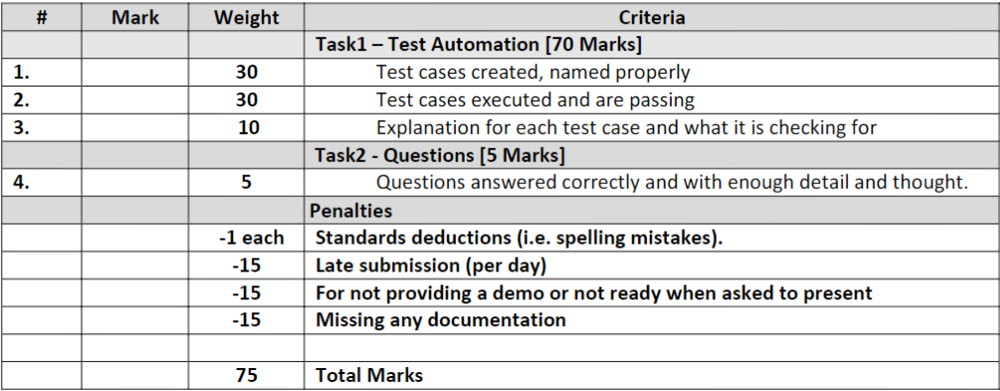 # Mark Weight Criteria
Task1 – Test Automation [70 Marks]
1. 30 Test cases created, named properly
2. 30 Test cases executed and are passing
3. 10 Explanation for each test case and what it is checking for
Task2 - Questions [5 Marks]
4. 5 Questions answered correctly and with enough detail and thought.
Penalties
-1 each Standards deductions (i.e. spelling mistakes).
-15 Late submission (per day)
-15 For not providing a demo or not ready when asked to present
-15 Missing any documentation
75 Total Marks